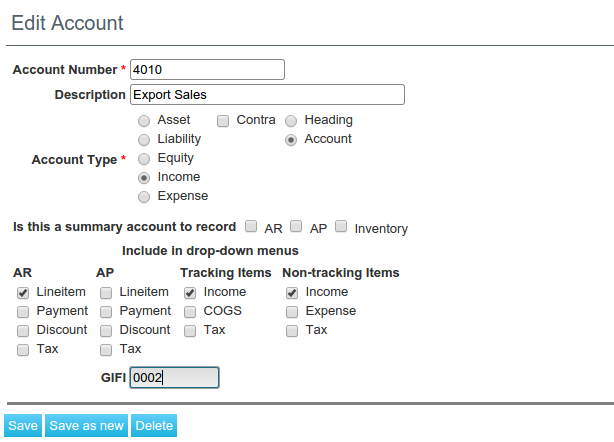 Edit Account
Account Number * 4010
Description Export Sales
Asset Contra Heading
Liability Account
Account Type * Equity
Income
Expense
Is this a summary account to record AR AP Inventory
Include in drop-down menus
AR AP Tracking Items Non-tracking Items
Lineitem Lineitem Income Income
Payment Payment COGS Expense
Discount Discount Tax Tax
Tax Tax
GIFI 0002
Save Save as new Delete